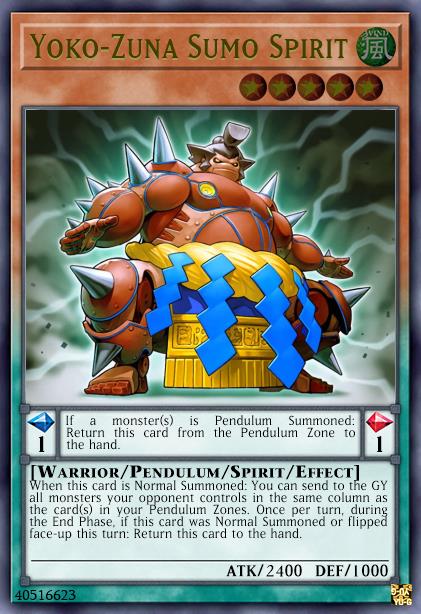 YOKO-ZUNA SUMO SPIRIT
WIND
風
If a monster(s) is Pendulum Summoned:
Return this card from the Pendulum Zone to
the hand.
1
1
[WARRIOR/PENDULUM/SPIRIT/EFFECT]
When this card is Normal Summoned: You can send to the GY
all monsters your opponent controls in the same column as
the card(s) in your Pendulum Zones. Once per turn, during
the End Phase, if this card was Normal Summoned or flipped
face-up this turn: Return this card to the hand.
ATK/2400 DEF/1000
40516623